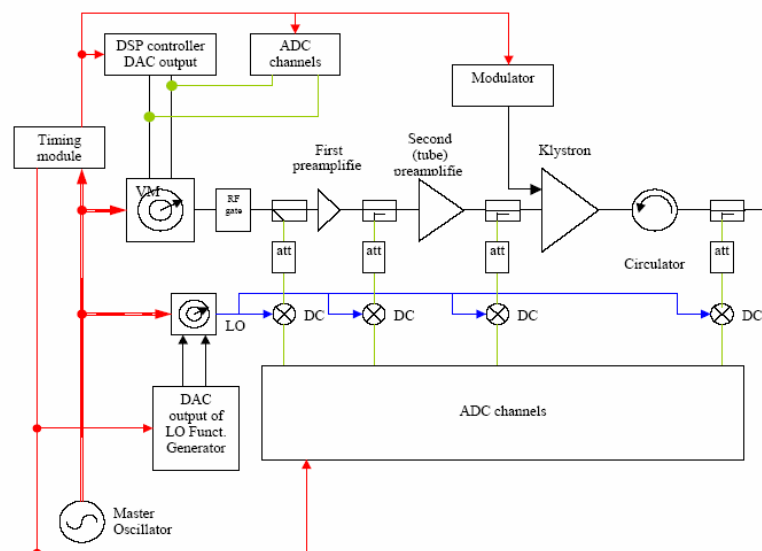 DSP controller
DAC output
ADC
channels
Modulator
Timing
module
First
preamplifie
Second
(tube)
preamplifie
Klystron
VM
RF
gate
att
att
att
att
Circulator
LO
DC
DC
DC
DC
DAC
output of
LO Funct.
Generator
ADC channels
Master
Oscillator